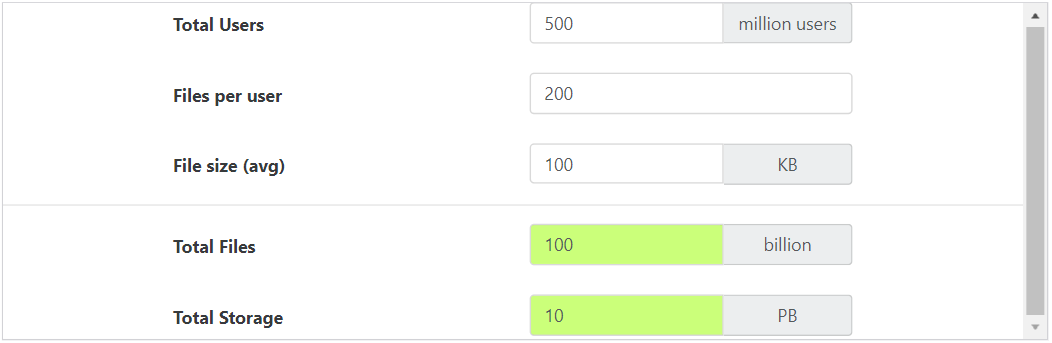 Total Users 500 million users
Files per user 200
File size (avg) 100 KB
Total Files 100 billion
Total Storage 10 PB